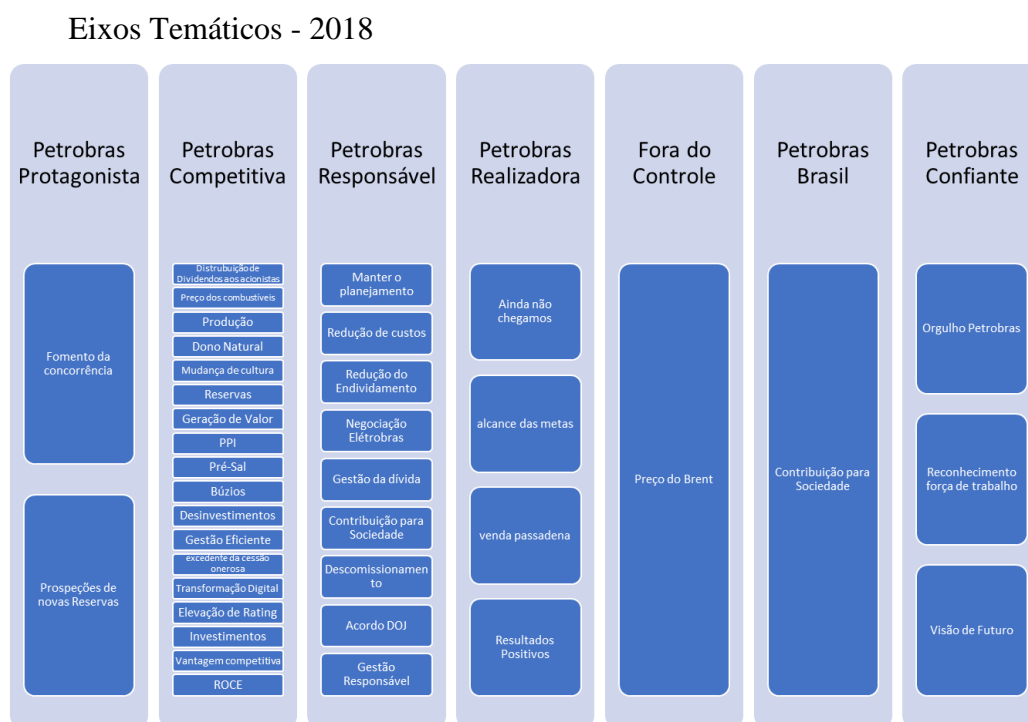 Eixos Temáticos - 2018
Petrobras
Protagonista
Fomento da
concorrência
Prospeções de
novas Reservas
Petrobras
Competitiva
Distrubuição de
Dividendos aos acionistas
Preço dos combustíveis
Produção
Dono Natural
Mudança de cultura
Reservas
Geração de Valor
PPI
Pré-Sal
Búzios
Desinvestimentos
Gestão Eficiente
excedente da cessão
onerosa
Transformação Digital
Elevação de Rating
Investimentos
Vantagem competitiva
ROCE
Petrobras
Responsável
Manter o
planejamento
Redução de custos
Redução do
Endividamento
Negociação
Elétrobras
Gestão da dívida
Contribuição para
Sociedade
Descomissionamen
to
Acordo DOJ
Gestão
Responsável
Petrobras
Realizadora
Ainda não
chegamos
alcance das metas
venda passadena
Resultados
Positivos
Fora do
Controle
Preço do Brent
Petrobras
Brasil
Contribuição para
Sociedade
Petrobras
Confiante
Orgulho Petrobras
Reconhecimento
força de trabalho
Visão de Futuro